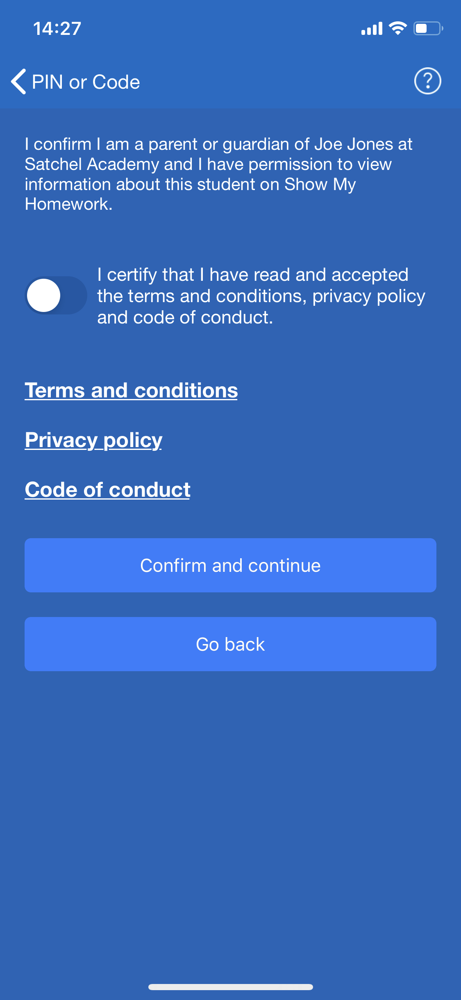 14:27
PIN or Code
?
I confirm I am a parent or guardian of Joe Jones at
Satchel Academy and I have permission to view
information about this student on Show My
Homework.
I certify that I have read and accepted
the terms and conditions, privacy policy
and code of conduct.
Terms and conditions
Privacy policy
Code of conduct
Confirm and continue
Go back